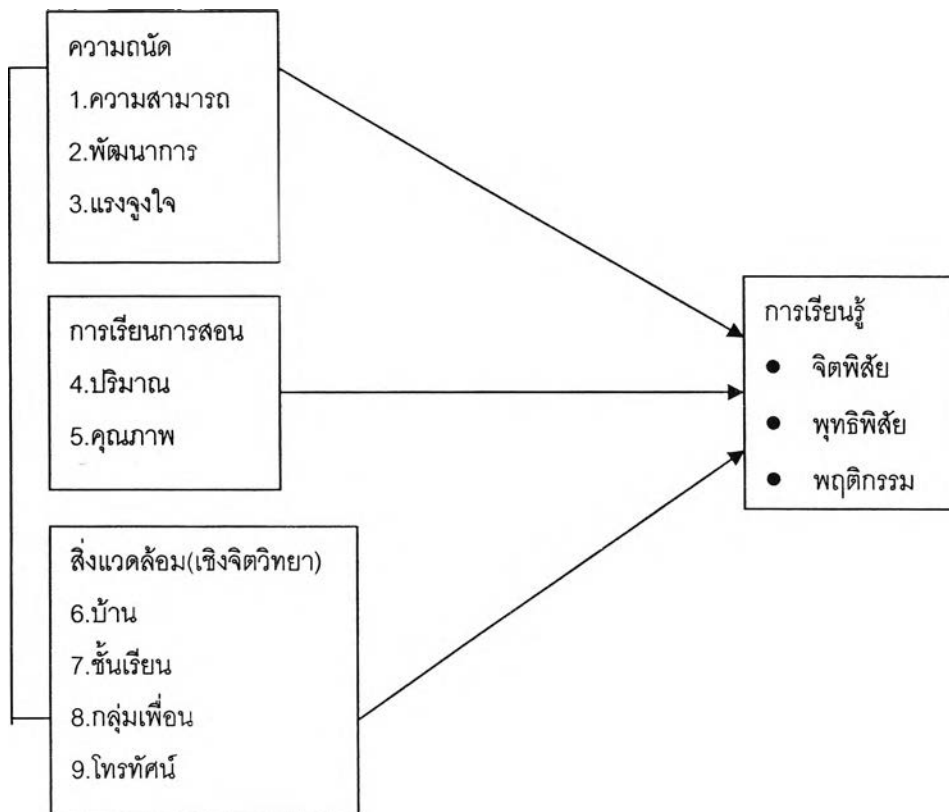 ความถนัด
1.ความสามารถ
2.พัฒนาการ
3.แรงจูงใจ
การเรียนการสอน
4.ปริมาณ
5.คุณภาพ
สิ่งแวดล้อม(เชิงจิตวิทยา)
6.บ้าน
7.ชั้นเรียน
8.กลุ่มเพื่อน
9.โทรทัศน์
การเรียนรู้
● จิตพิสัย
● พุทธิพิสัย
● พฤติกรรม